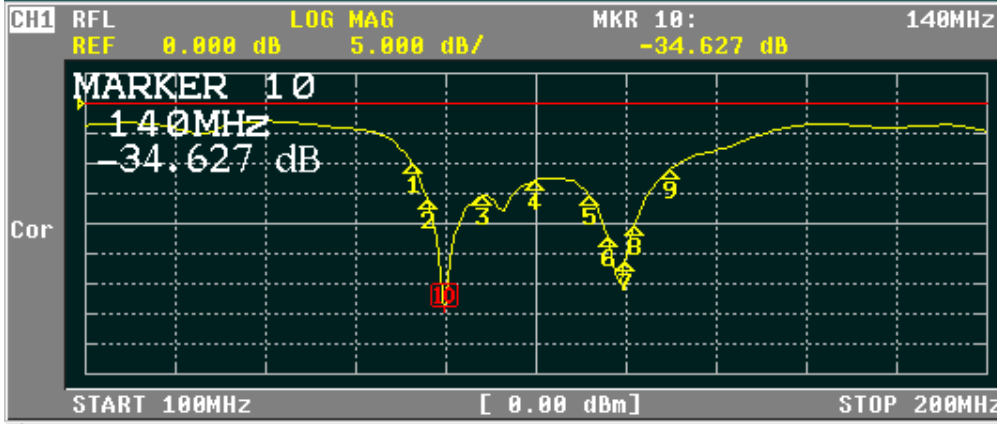 CH1 RFL LOG MAG MKR 10: 140MHz
REF 0.000 dB 5.000 dB/ -34.627 dB
MARKER 10
140MHz
-34.627 dB
1
2
3
4
5
6
7
8
9
10
Cor
START 100MHz [ 0.00 dBm] STOP 200MHz